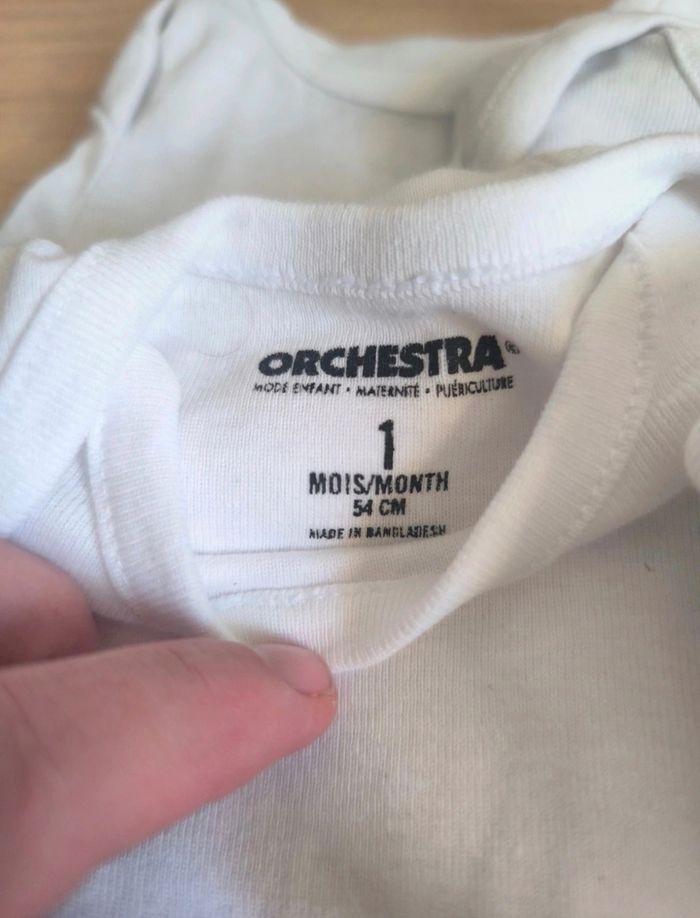 ORCHESTRA®
MODE ENFANT • MATERNITÉ • PUÉRICULTURE
1
MOIS/MONTH
54 CM
MADE IN BANGLADESH